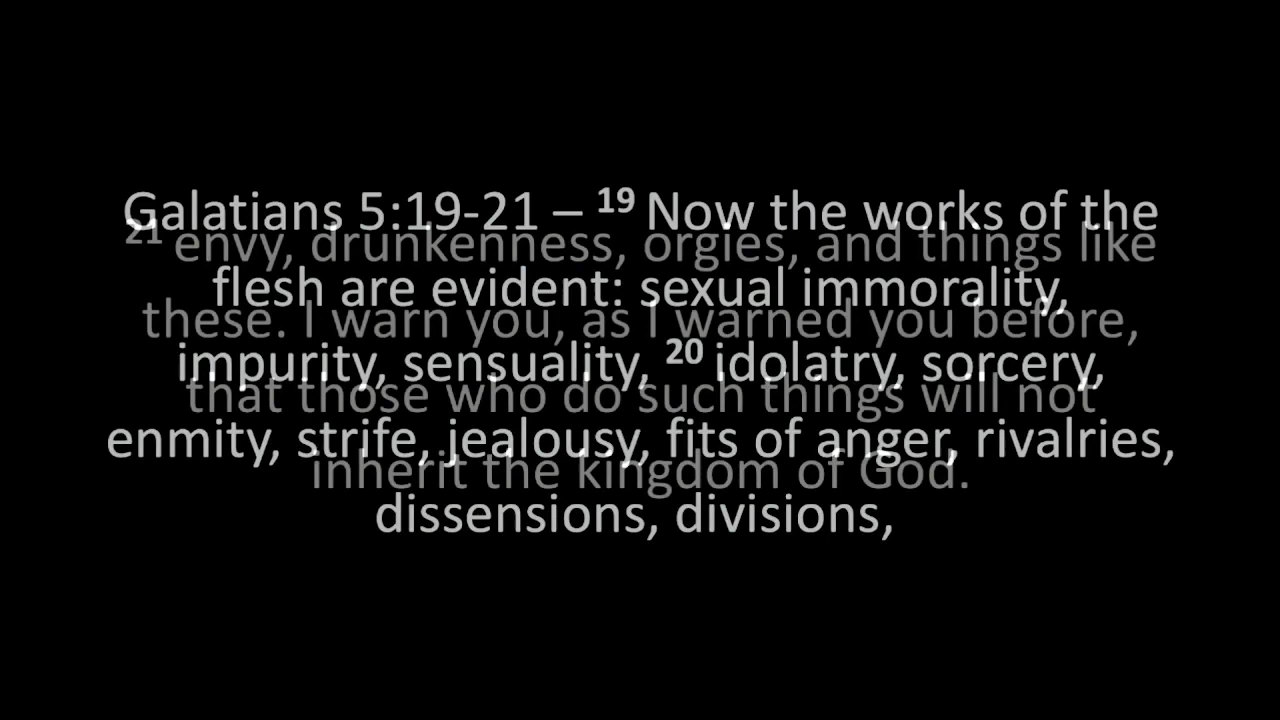 Galatians 5:19-21 – 19 Now the works of the
flesh are evident: sexual immorality,
impurity, sensuality, 20 idolatry, sorcery,
enmity, strife, jealousy, fits of anger, rivalries,
dissensions, divisions,
21 envy, drunkenness, orgies, and things like
these. I warn you, as I warned you before,
that those who do such things will not
inherit the kingdom of God.